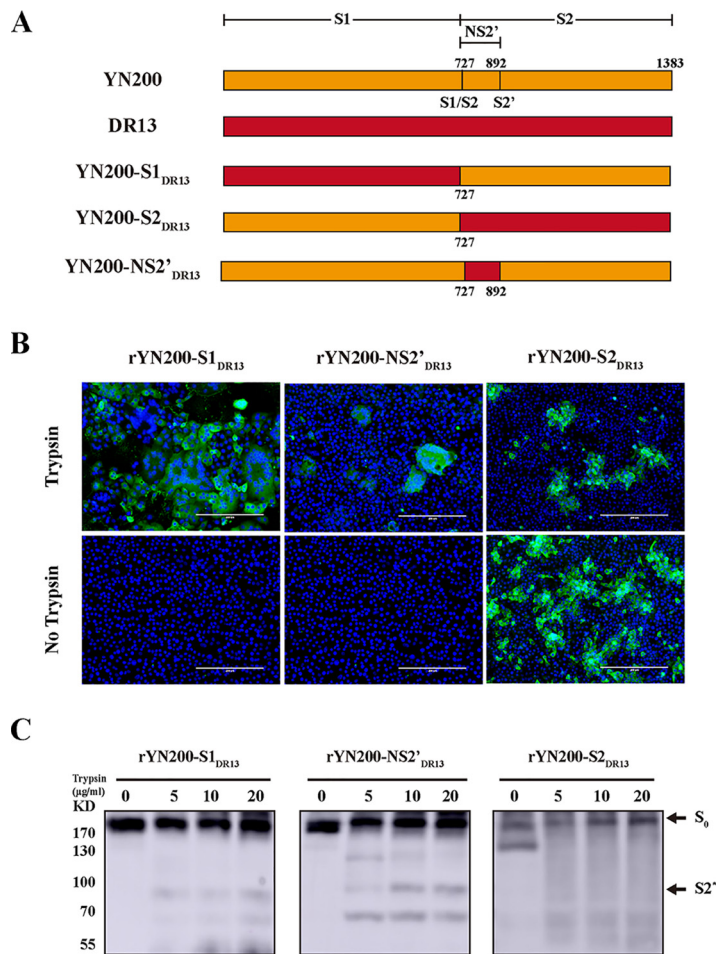 A
S1 S2
NS2'
YN200
727 892 1383
S1/S2 S2'
DR13
YN200-S1DR13
727
YN200-S2DR13
727
YN200-NS2'DR13
727 892
B
rYN200-S1DR13 rYN200-NS2'DR13 rYN200-S2DR13
Trypsin
No Trypsin
C
rYN200-S1DR13 rYN200-NS2'DR13 rYN200-S2DR13
Trypsin
(μg/ml)
0 5 10 20 0 5 10 20 0 5 10 20
KD
170
130
100
70
55
S0
S2*